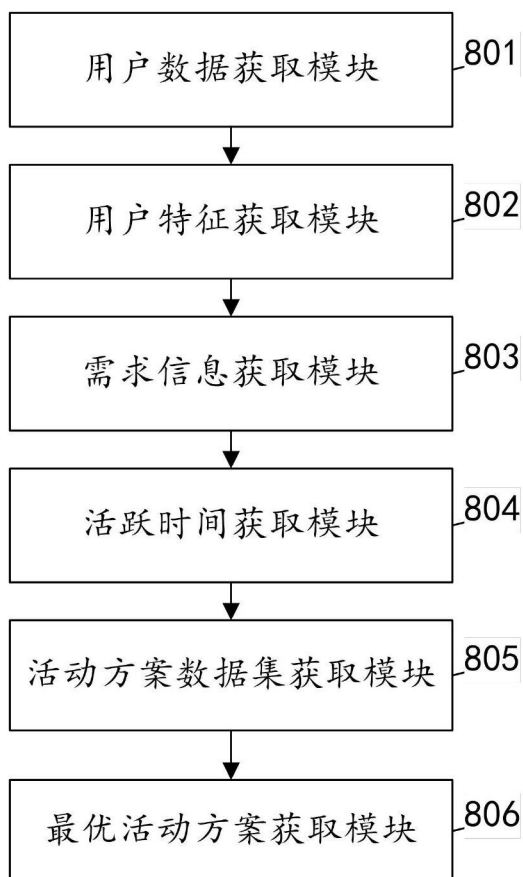 用户数据获取模块 801
用户特征获取模块 802
需求信息获取模块 803
活跃时间获取模块 804
活动方案数据集获取模块 805
最优活动方案获取模块 806